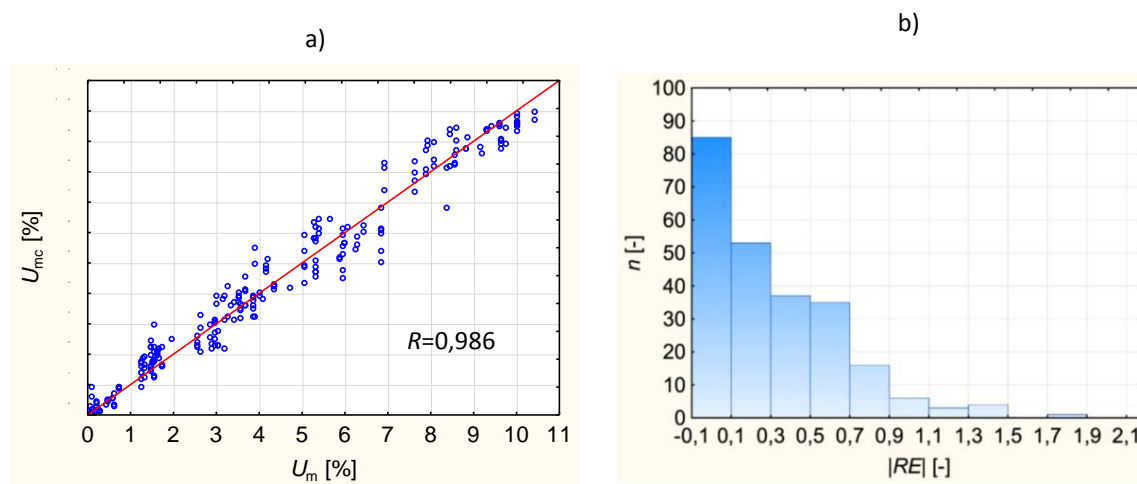 a)
U_mc [%]
R=0,986
0 1 2 3 4 5 6 7 8 9 10 11
U_m [%]
b)
100
90
80
70
60
50
40
30
20
10
0
n [-]
-0,1 0,1 0,3 0,5 0,7 0,9 1,1 1,3 1,5 1,7 1,9 2,1
|RE| [-]